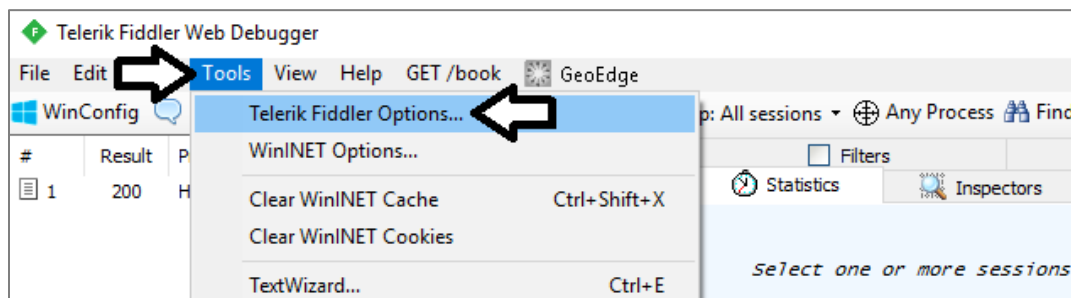 Telerik Fiddler Web Debugger
File Edit Tools View Help GET /book GeoEdge
WinConfig Telerik Fiddler Options... p: All sessions Any Process Find
# Result P WinINET Options... Filters
1 200 H Clear WinINET Cache Ctrl+Shift+X Statistics Inspectors
Clear WinINET Cookies
TextWizard... Ctrl+E Select one or more sessions